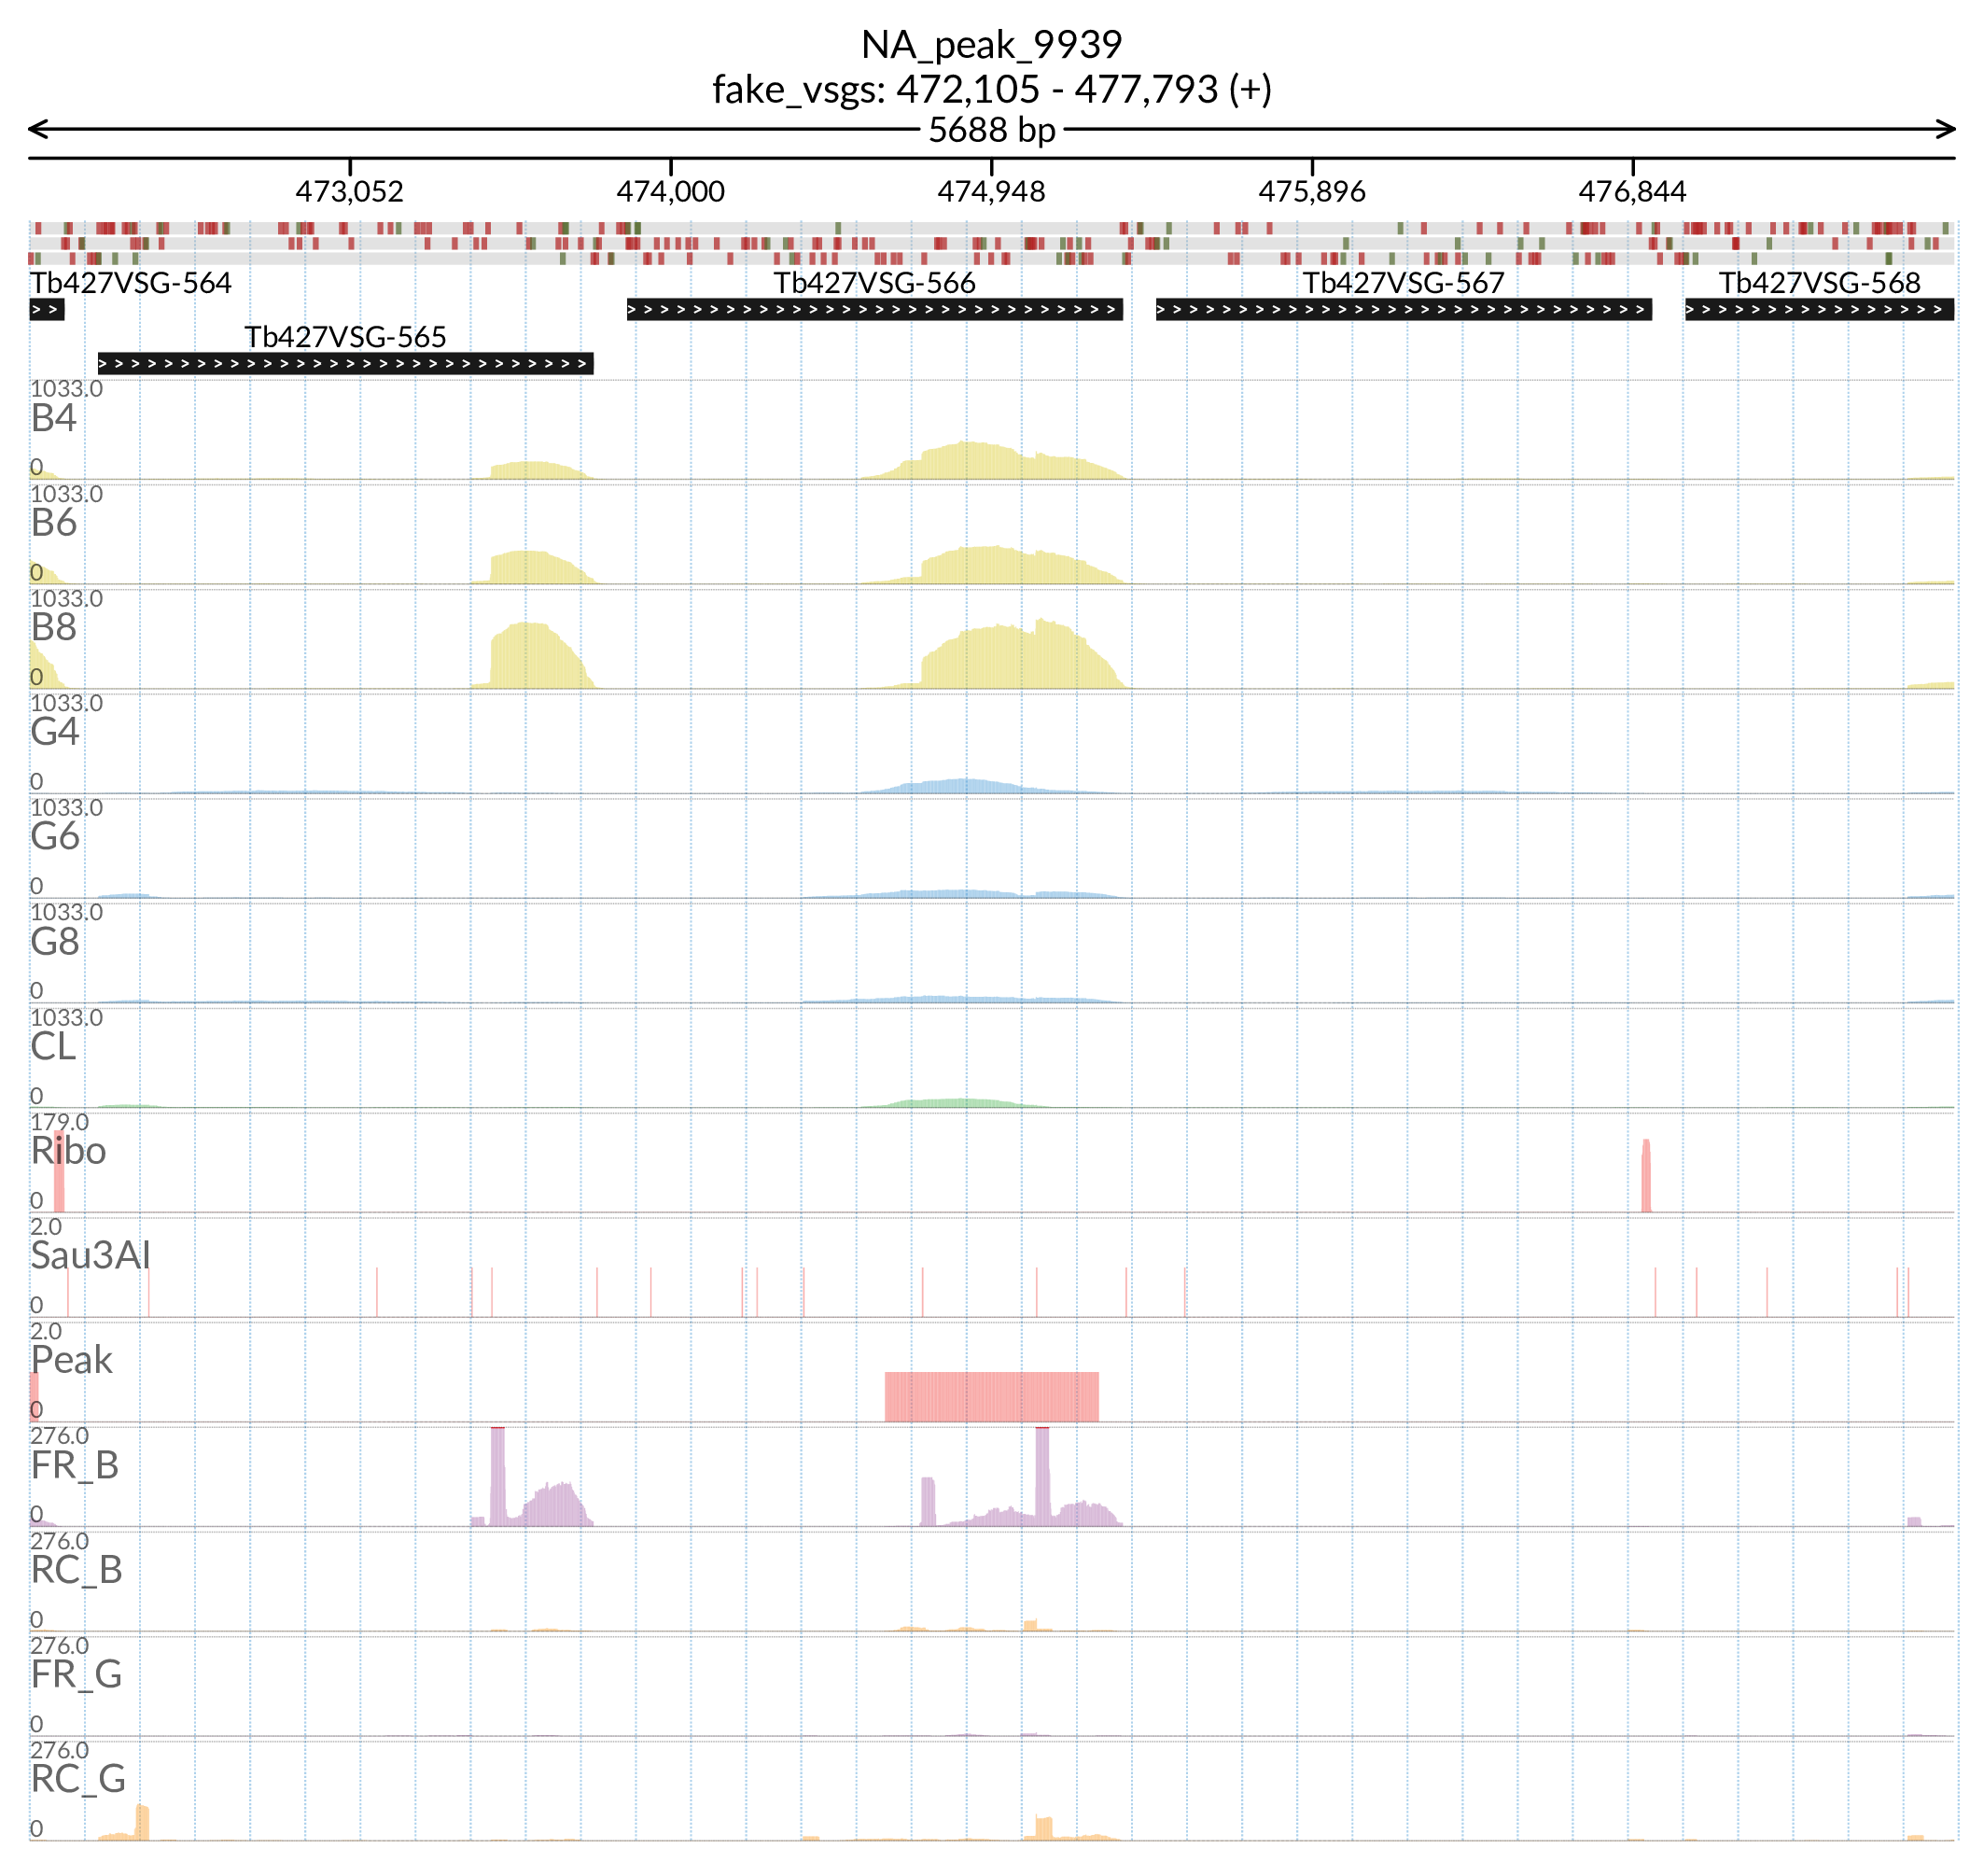 NA_peak_9939
fake_vsgs: 472,105 - 477,793 (+)
5688 bp
473,052 474,000 474,948 475,896 476,844
Tb427VSG-564 Tb427VSG-566 Tb427VSG-567 Tb427VSG-568
Tb427VSG-565
1033.0
B4
0
1033.0
B6
0
1033.0
B8
0
1033.0
G4
0
1033.0
G6
0
1033.0
G8
0
1033.0
CL
0
179.0
Ribo
0
2.0
Sau3AI
0
2.0
Peak
0
276.0
FR_B
0
276.0
RC_B
0
276.0
FR_G
0
276.0
RC_G
0